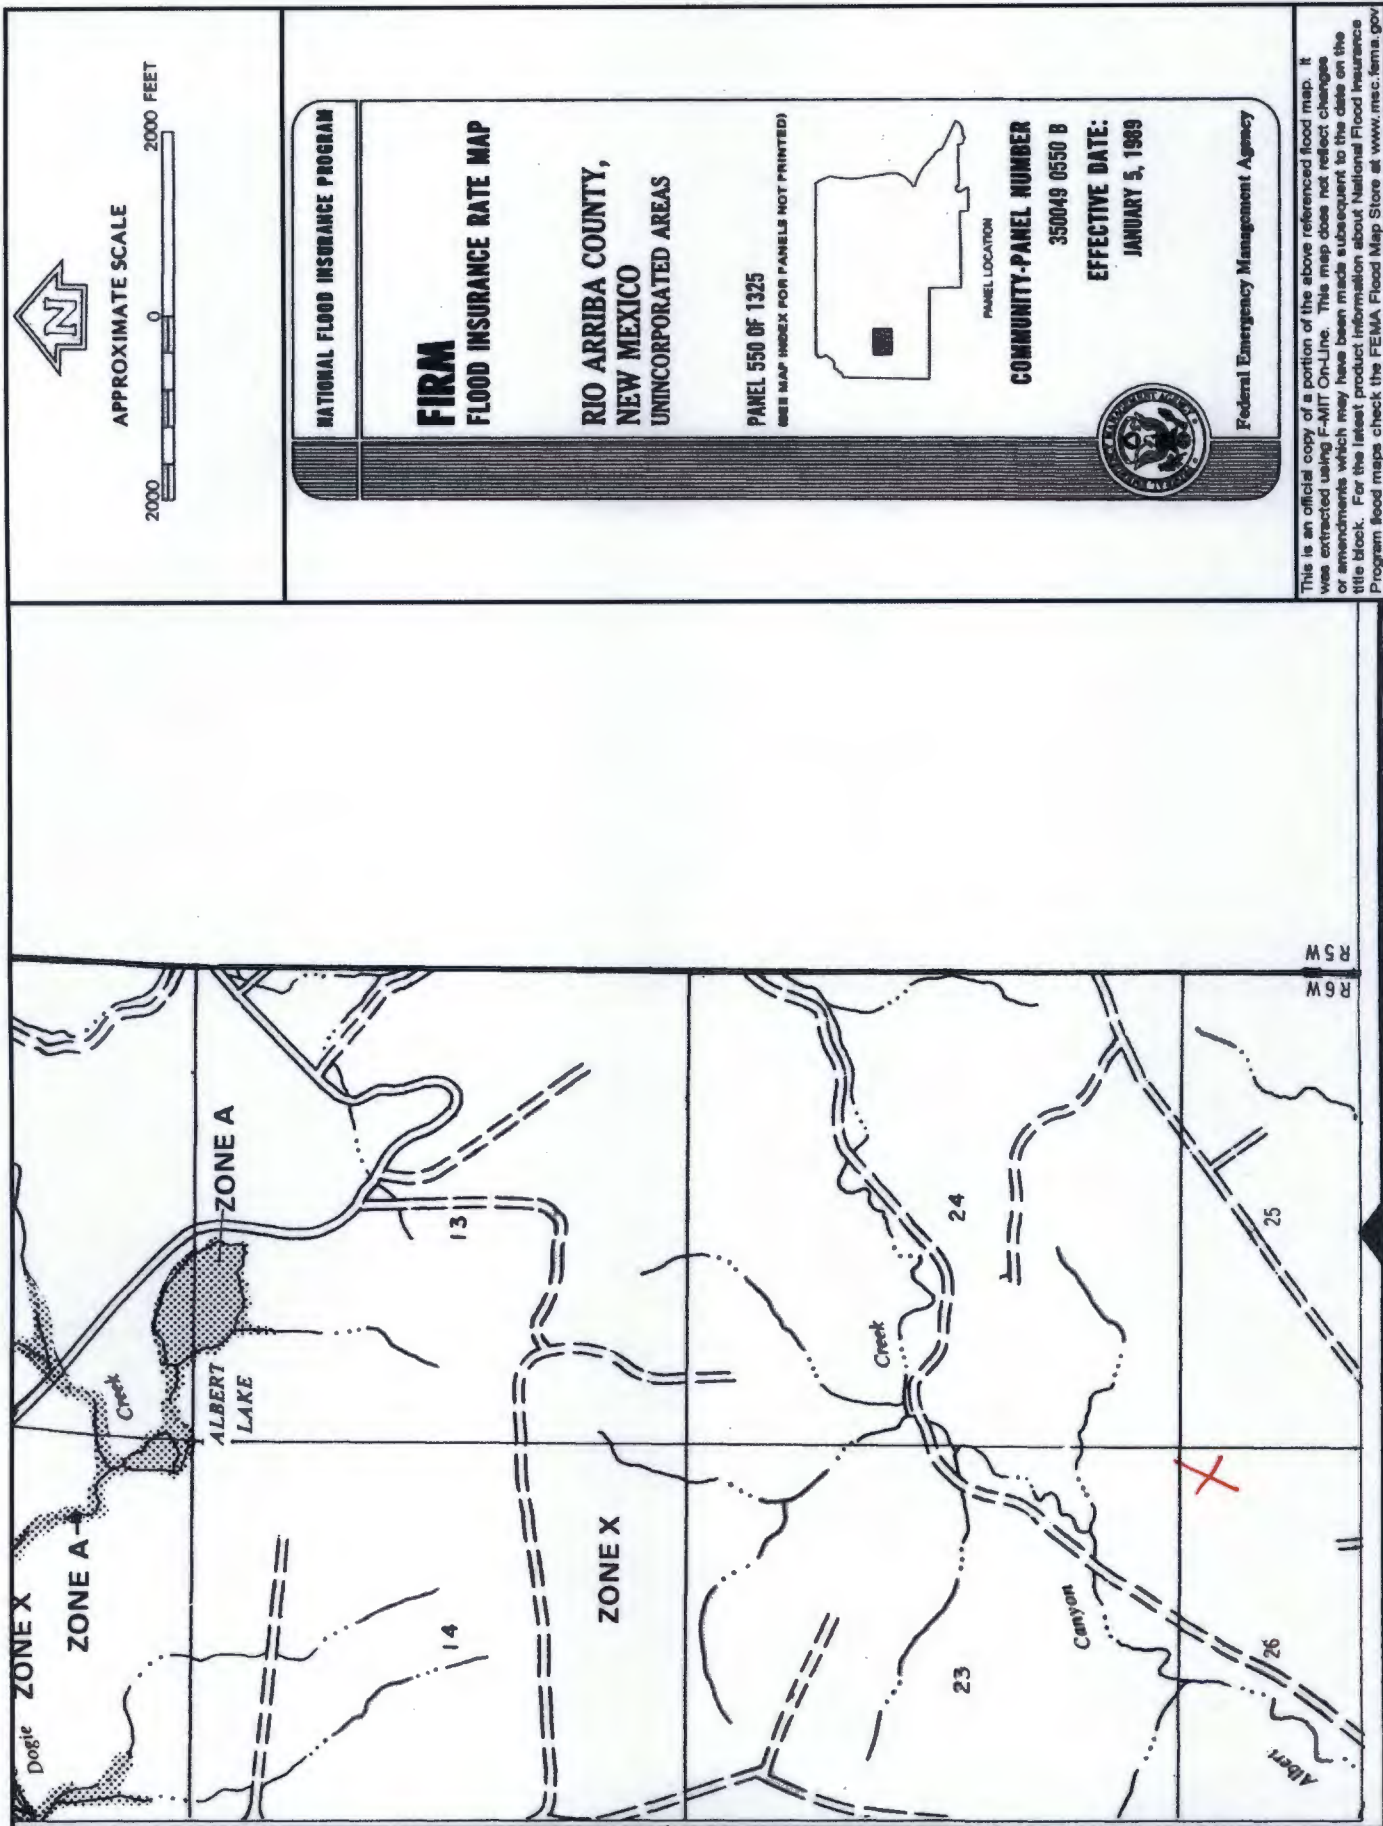 APPROXIMATE SCALE
2000 0 2000 FEET
N
NATIONAL FLOOD INSURANCE PROGRAM
FIRM
FLOOD INSURANCE RATE MAP
RIO ARRIBA COUNTY,
NEW MEXICO
UNINCORPORATED AREAS
PANEL 550 OF 1325
(SEE MAP INDEX FOR PANELS NOT PRINTED)
PANEL LOCATION
COMMUNITY-PANEL NUMBER
350049 0550 B
EFFECTIVE DATE:
JANUARY 5, 1989
Federal Emergency Management Agency
This is an official copy of a portion of the above referenced flood map. It
was extracted using F-MIT On-Line. This map does not reflect changes
or amendments which may have been made subsequent to the date on the
title block. For the latest product information about National Flood Insurance
Program flood maps check the FEMA Flood Map Store at www.msc.fema.gov
Dogie
ZONE X
ZONE A
Creek
ALBERT
LAKE
ZONE A
14
13
ZONE X
Creek
23
24
Canyon
26
25
Albert
R6W
R5W